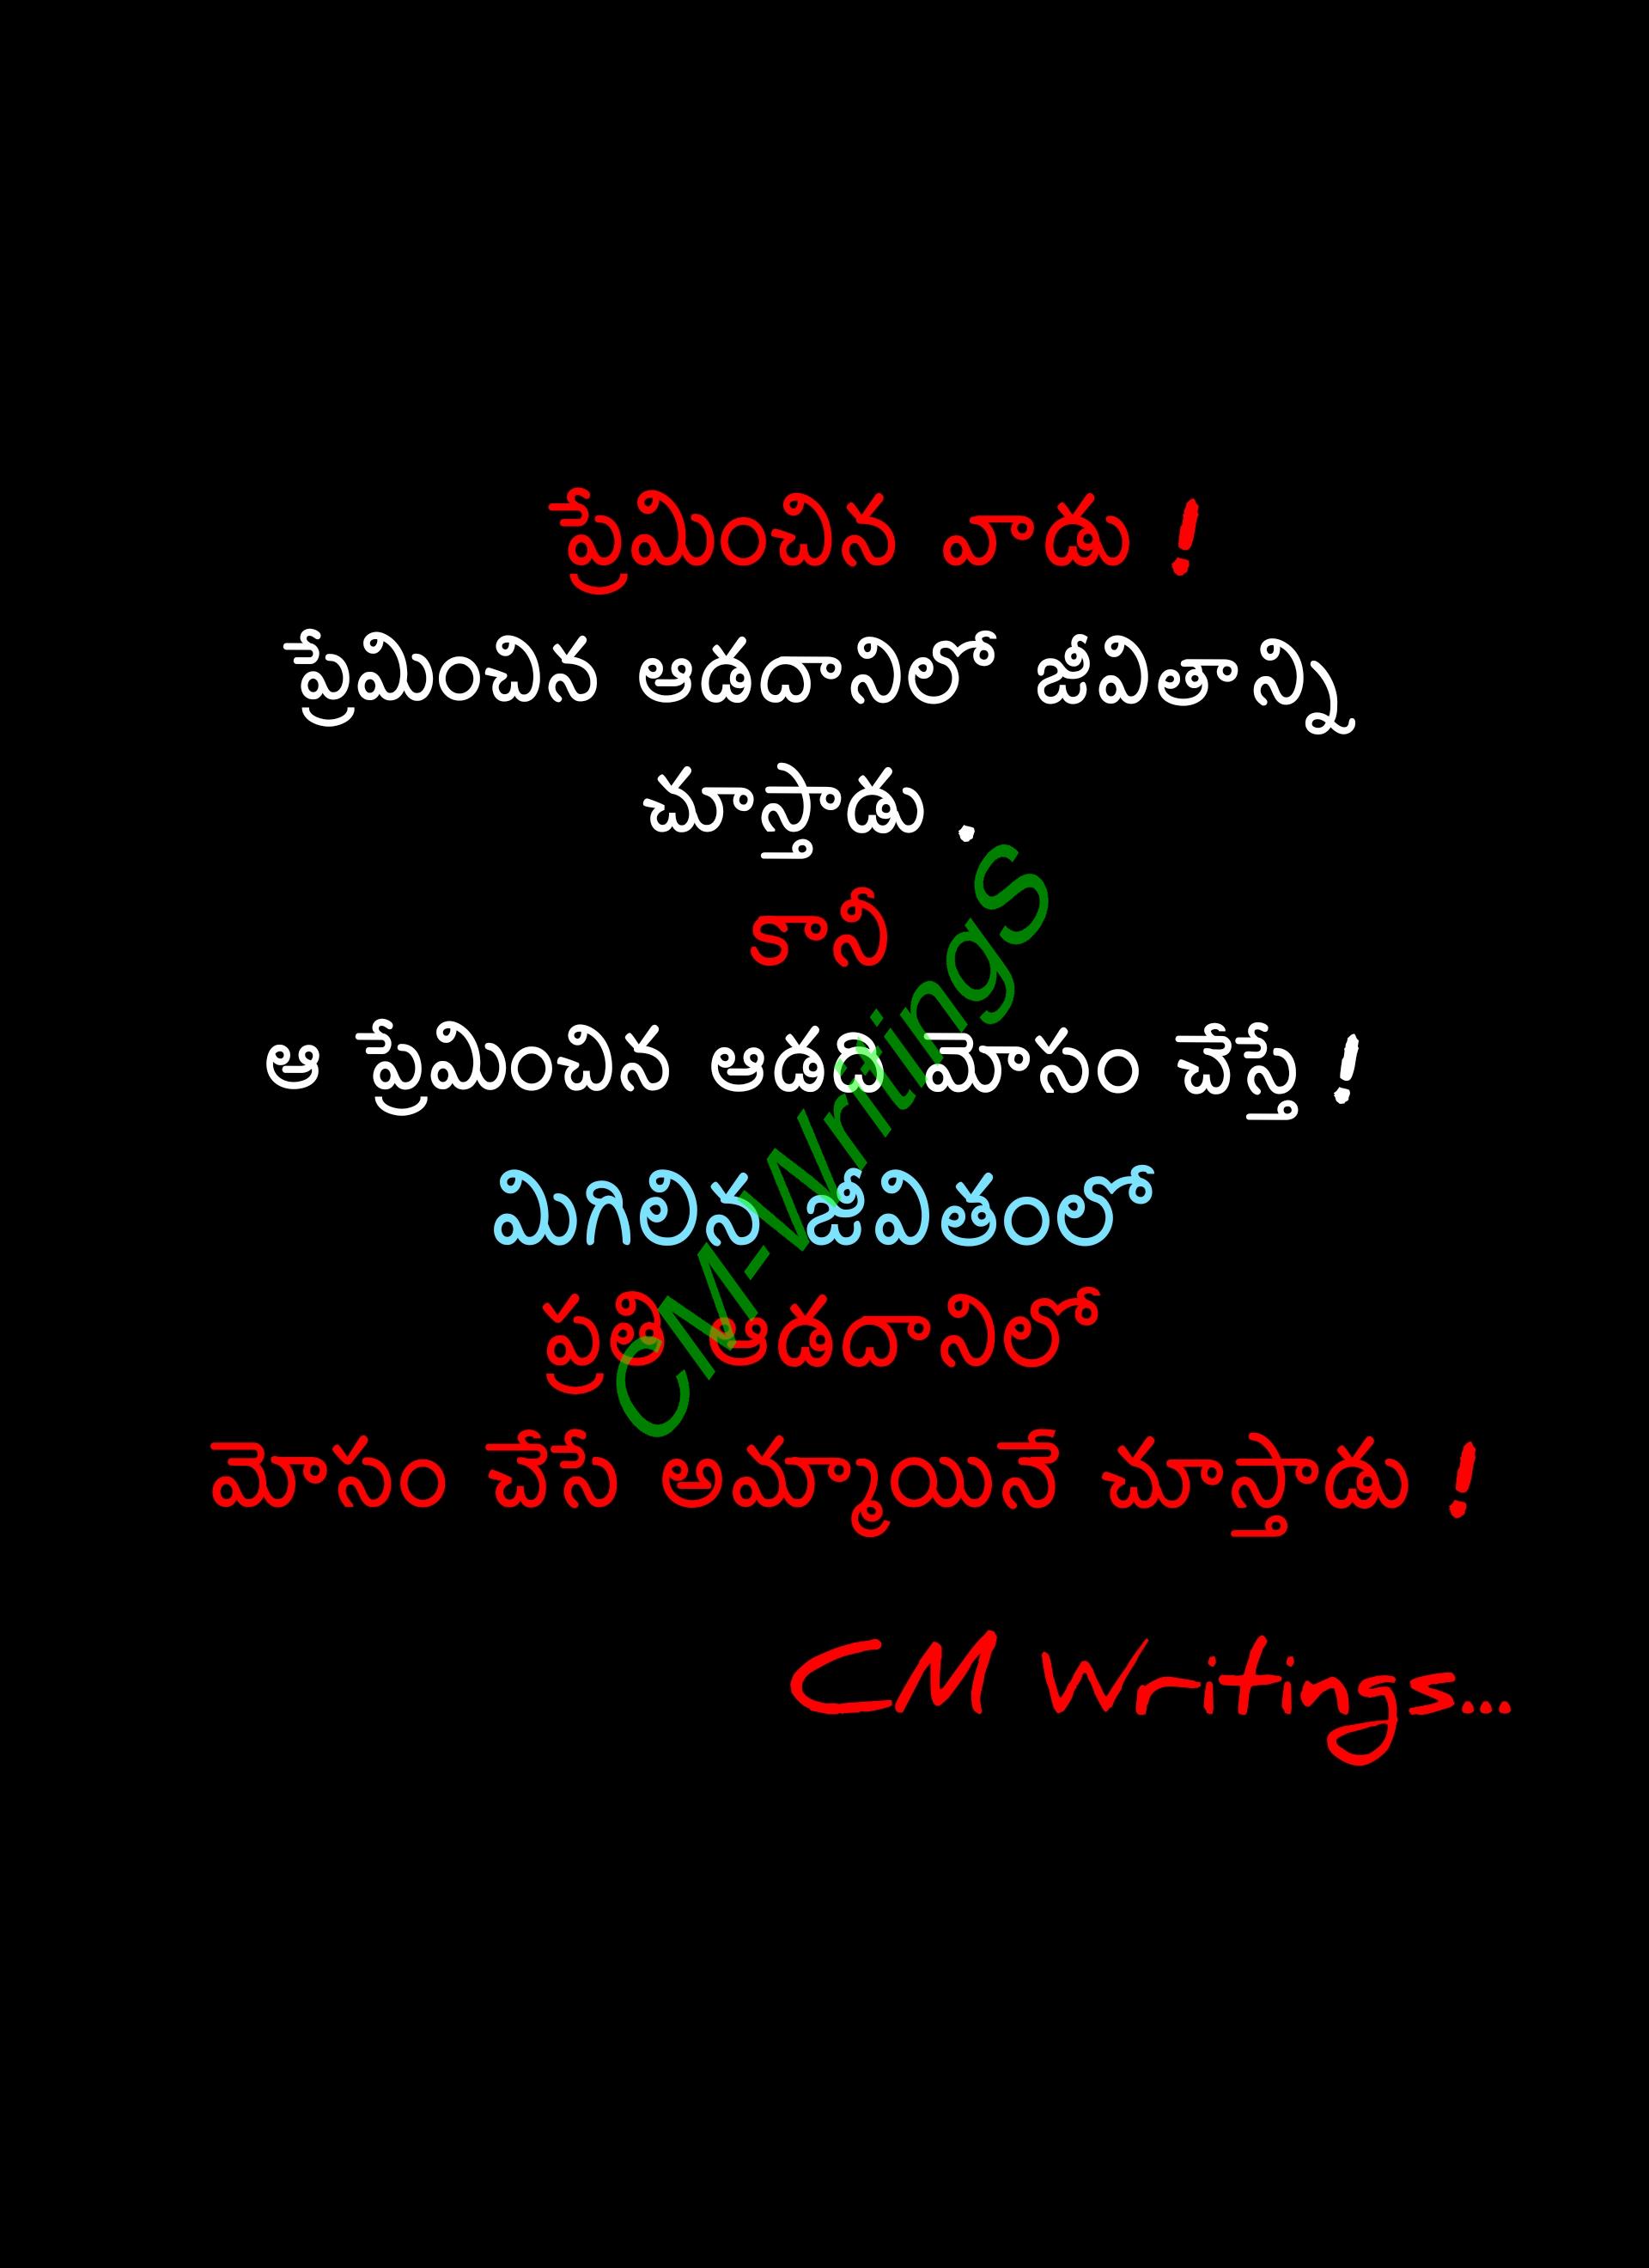 ప్రేమించిన వాడు !
ప్రేమించిన ఆడదానిలో జీవితాన్ని
చూస్తాడు .
కానీ
ఆ ప్రేమించిన ఆడది మోసం చేస్తే !
మిగిలిన జీవితంలో
ప్రతి ఆడదానిలో
మోసం చేసే అమ్మాయినే చూస్తాడు !
CM-Writings
CM Writings...